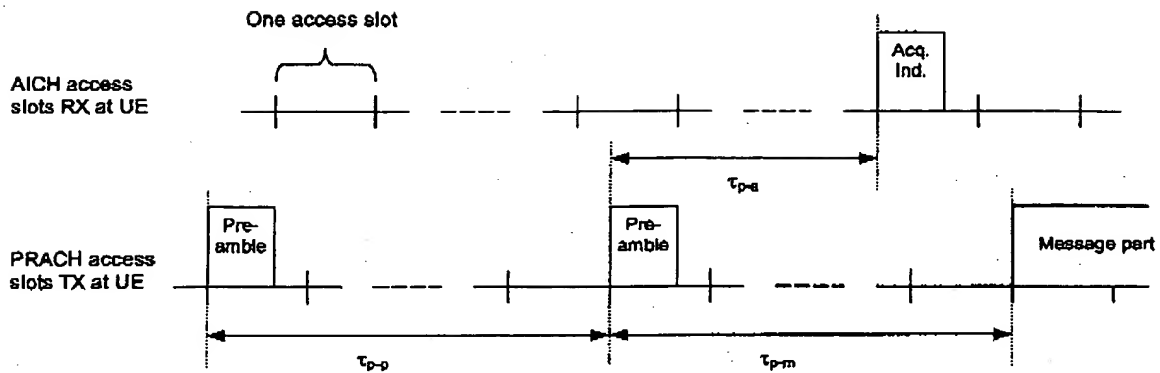 One access slot
AICH access
slots RX at UE
Acq.
Ind.
τp-a
Pre-
amble
Pre-
amble
Message part
PRACH access
slots TX at UE
τp-p
τp-m